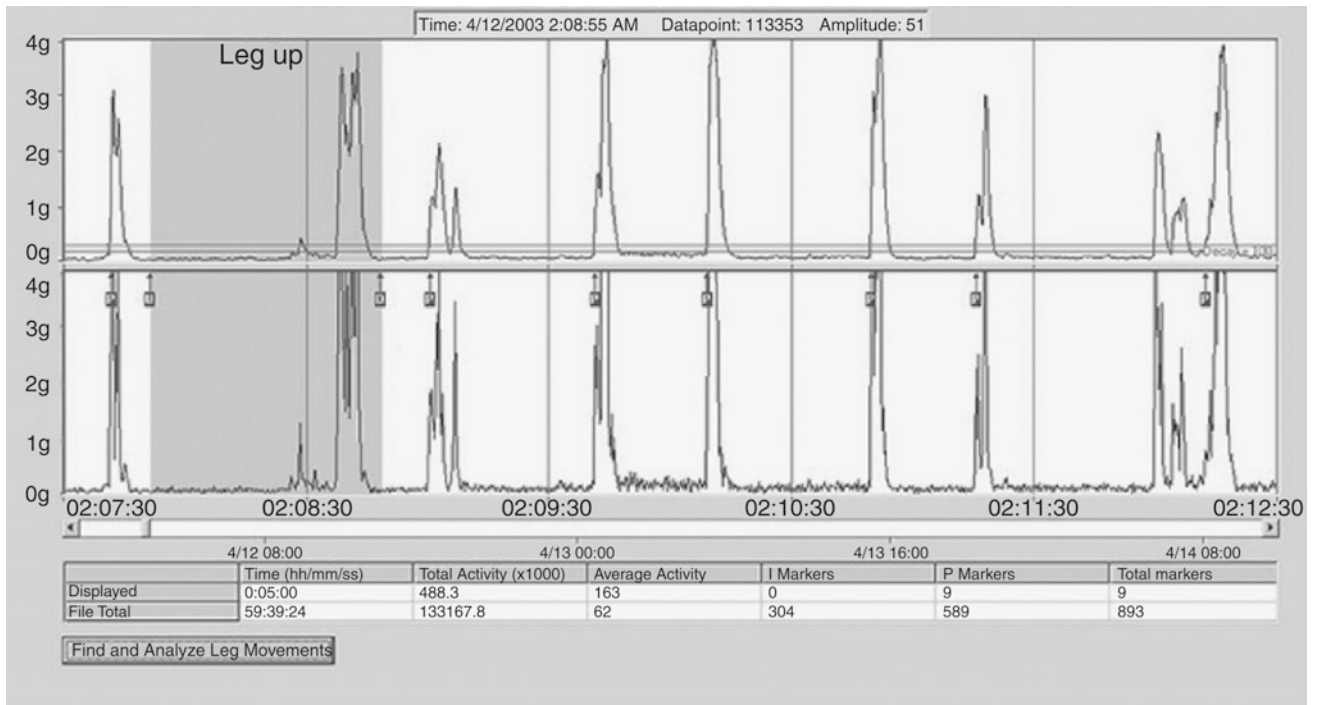 Time: 4/12/2003 2:08:55 AM Datapoint: 113353 Amplitude: 51
4g
Leg up
3g
2g
1g
0g
4g
3g
2g
1g
0g
02:07:30 02:08:30 02:09:30 02:10:30 02:11:30 02:12:30
4/12 08:00 4/13 00:00 4/13 16:00 4/14 08:00
Time (hh/mm/ss) Total Activity (x1000) Average Activity I Markers P Markers Total markers
Displayed 0:05:00 488.3 163 0 9 9
File Total 59:39:24 133167.8 62 304 589 893
Find and Analyze Leg Movements